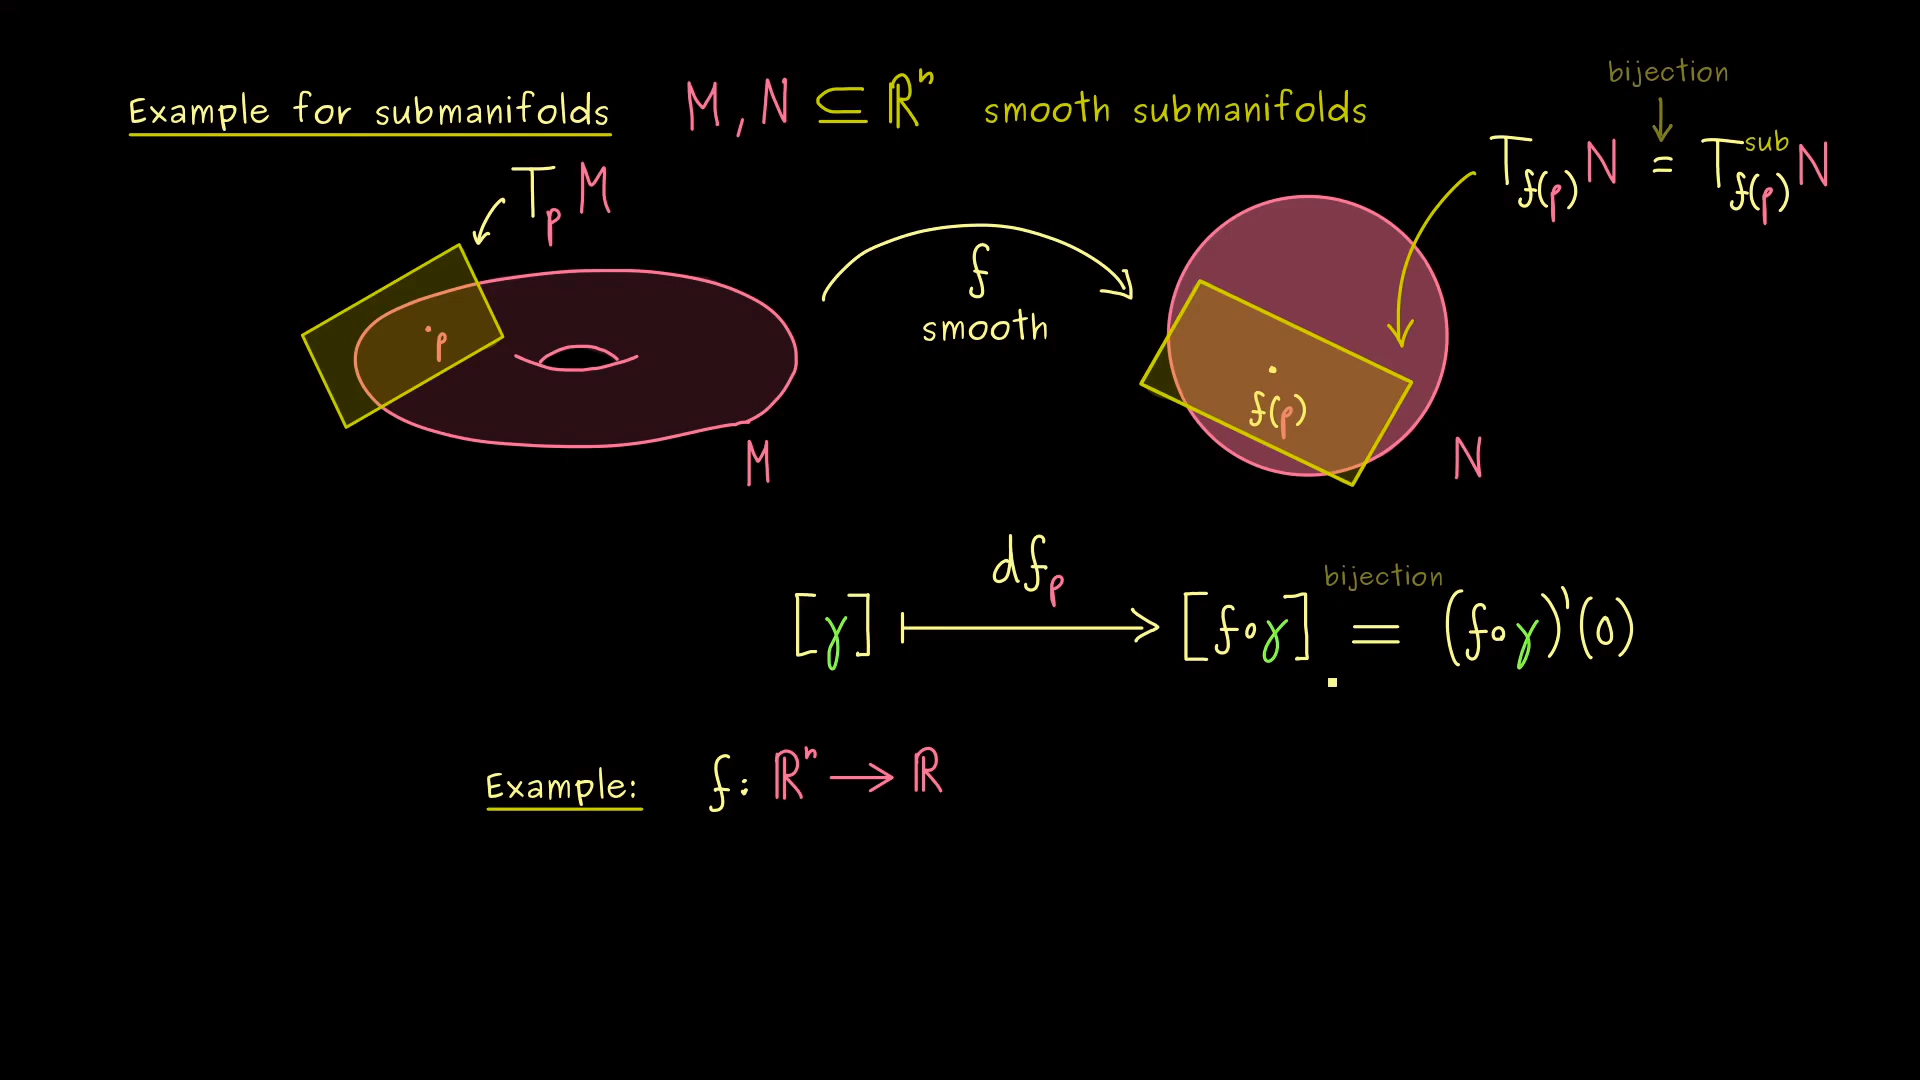 Example for submanifolds M, N ⊆ ℝⁿ smooth submanifolds
bijection
T_{f(p)} N = T^{sub}_{f(p)} N
T_p M
f
smooth
p
f(p)
M
N
df_p
bijection
[γ] ↦ [f∘γ] = (f∘γ)'(0)
Example: f: ℝⁿ → ℝ